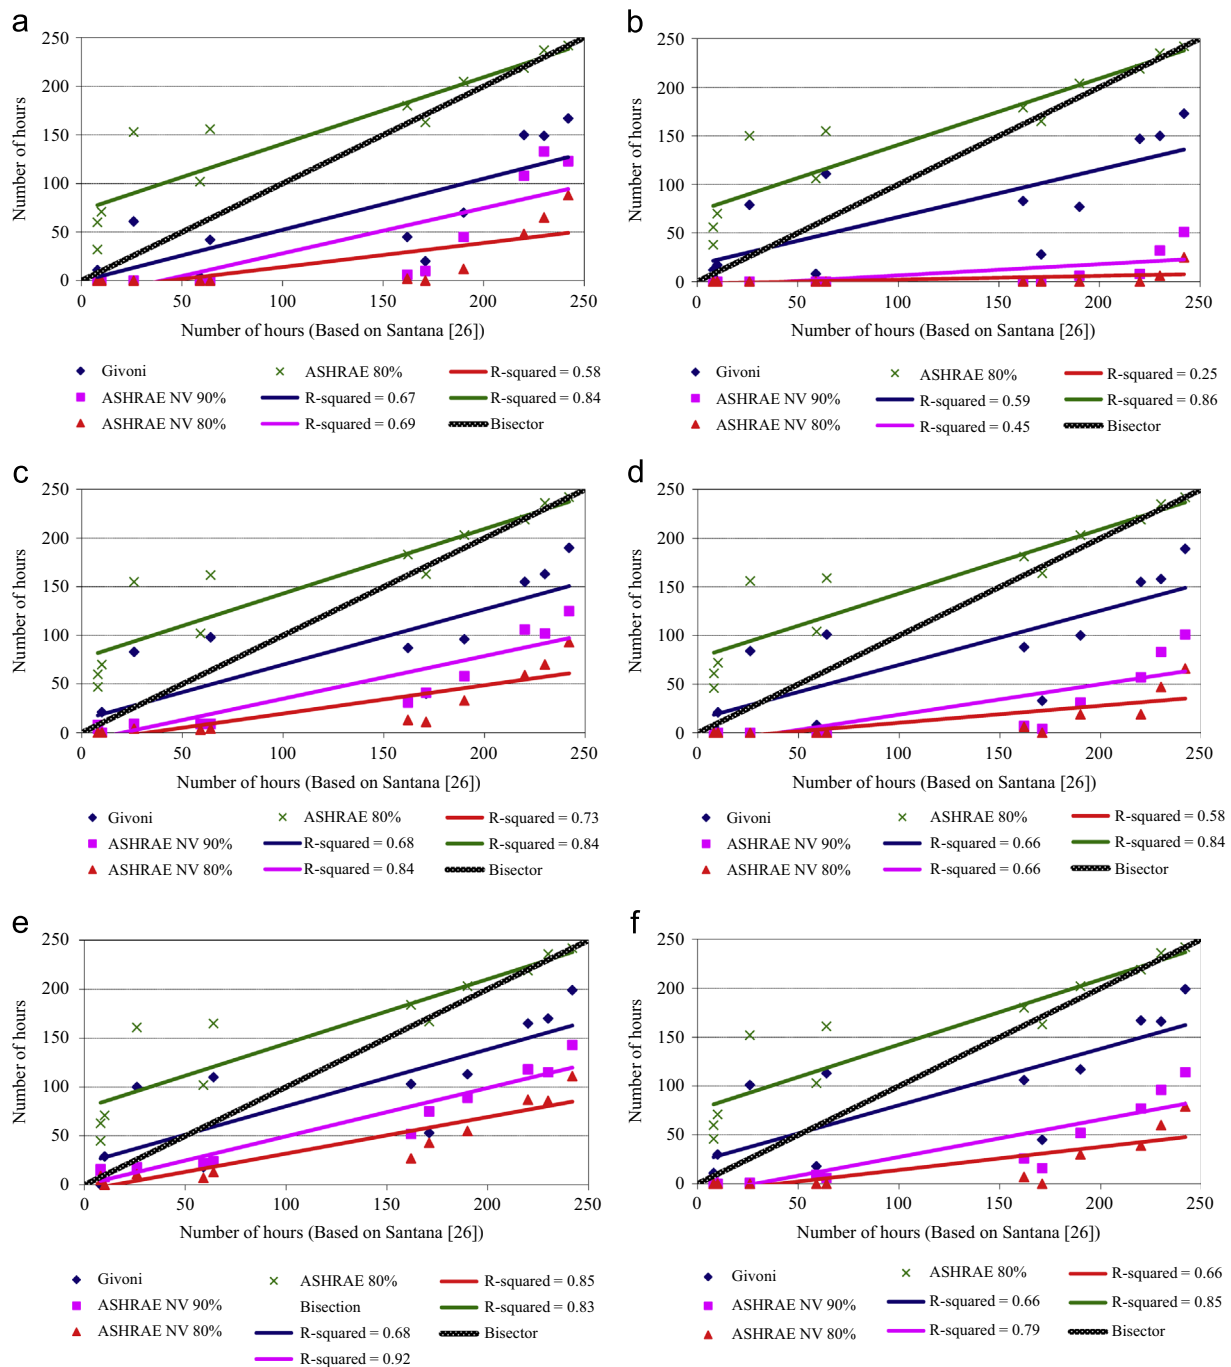 a
250
200
150
100
50
0
Number of hours
0 50 100 150 200 250
Number of hours (Based on Santana [26])
Givoni ASHRAE 80% R-squared = 0.58
ASHRAE NV 90% R-squared = 0.67 R-squared = 0.84
ASHRAE NV 80% R-squared = 0.69 Bisector
b
250
200
150
100
50
0
Number of hours
0 50 100 150 200 250
Number of hours (Based on Santana [26])
Givoni ASHRAE 80% R-squared = 0.25
ASHRAE NV 90% R-squared = 0.59 R-squared = 0.86
ASHRAE NV 80% R-squared = 0.45 Bisector
c
250
200
150
100
50
0
Number of hours
0 50 100 150 200 250
Number of hours (Based on Santana [26])
Givoni ASHRAE 80% R-squared = 0.73
ASHRAE NV 90% R-squared = 0.68 R-squared = 0.84
ASHRAE NV 80% R-squared = 0.84 Bisector
d
250
200
150
100
50
0
Number of hours
0 50 100 150 200 250
Number of hours (Based on Santana [26])
Givoni ASHRAE 80% R-squared = 0.58
ASHRAE NV 90% R-squared = 0.66 R-squared = 0.84
ASHRAE NV 80% R-squared = 0.66 Bisector
e
250
200
150
100
50
0
Number of hours
0 50 100 150 200 250
Number of hours (Based on Santana [26])
Givoni ASHRAE 80% R-squared = 0.85
ASHRAE NV 90% Bisection R-squared = 0.83
ASHRAE NV 80% R-squared = 0.68 Bisector
R-squared = 0.92
f
250
200
150
100
50
0
Number of hours
0 50 100 150 200 250
Number of hours (Based on Santana [26])
Givoni ASHRAE 80% R-squared = 0.66
ASHRAE NV 90% R-squared = 0.66 R-squared = 0.85
ASHRAE NV 80% R-squared = 0.79 Bisector